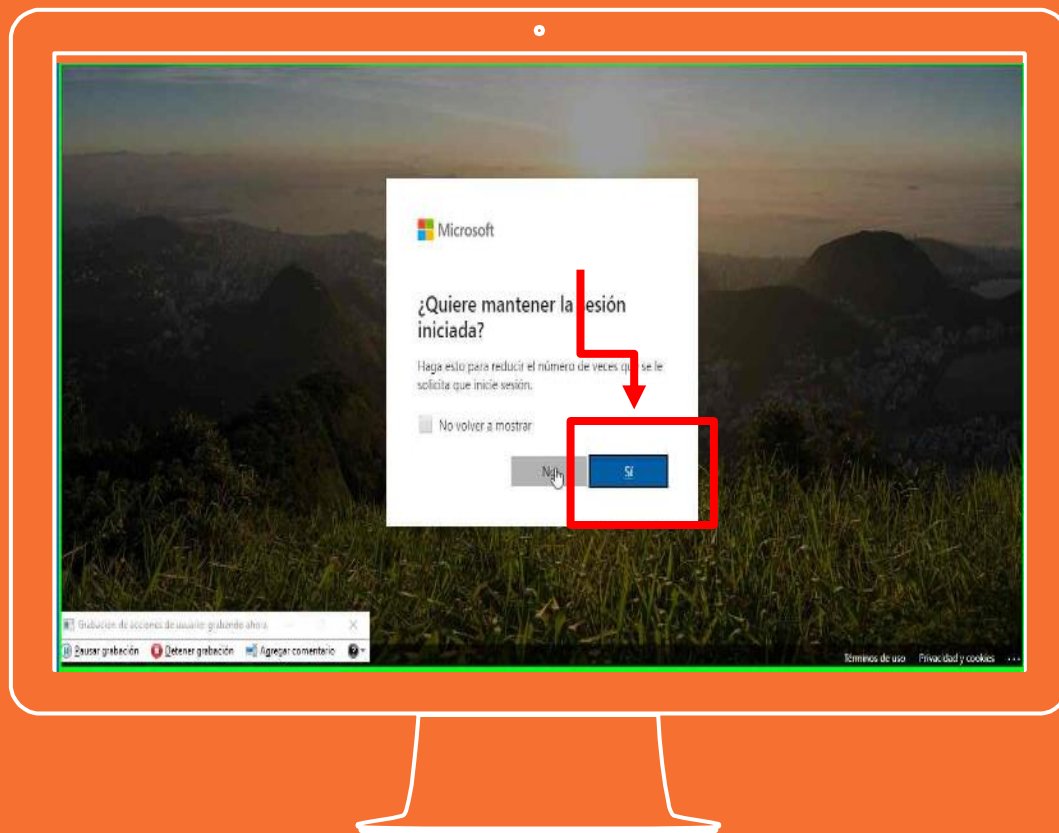 Microsoft
¿Quiere mantener la sesión
iniciada?
Haga esto para reducir el número de veces que se le
solicita que inicie sesión.
No volver a mostrar
No
Sí
Grabación de acciones de usuario: grabando ahora
Pausar grabación Detener grabación Agregar comentario
Términos de uso Privacidad y cookies ...